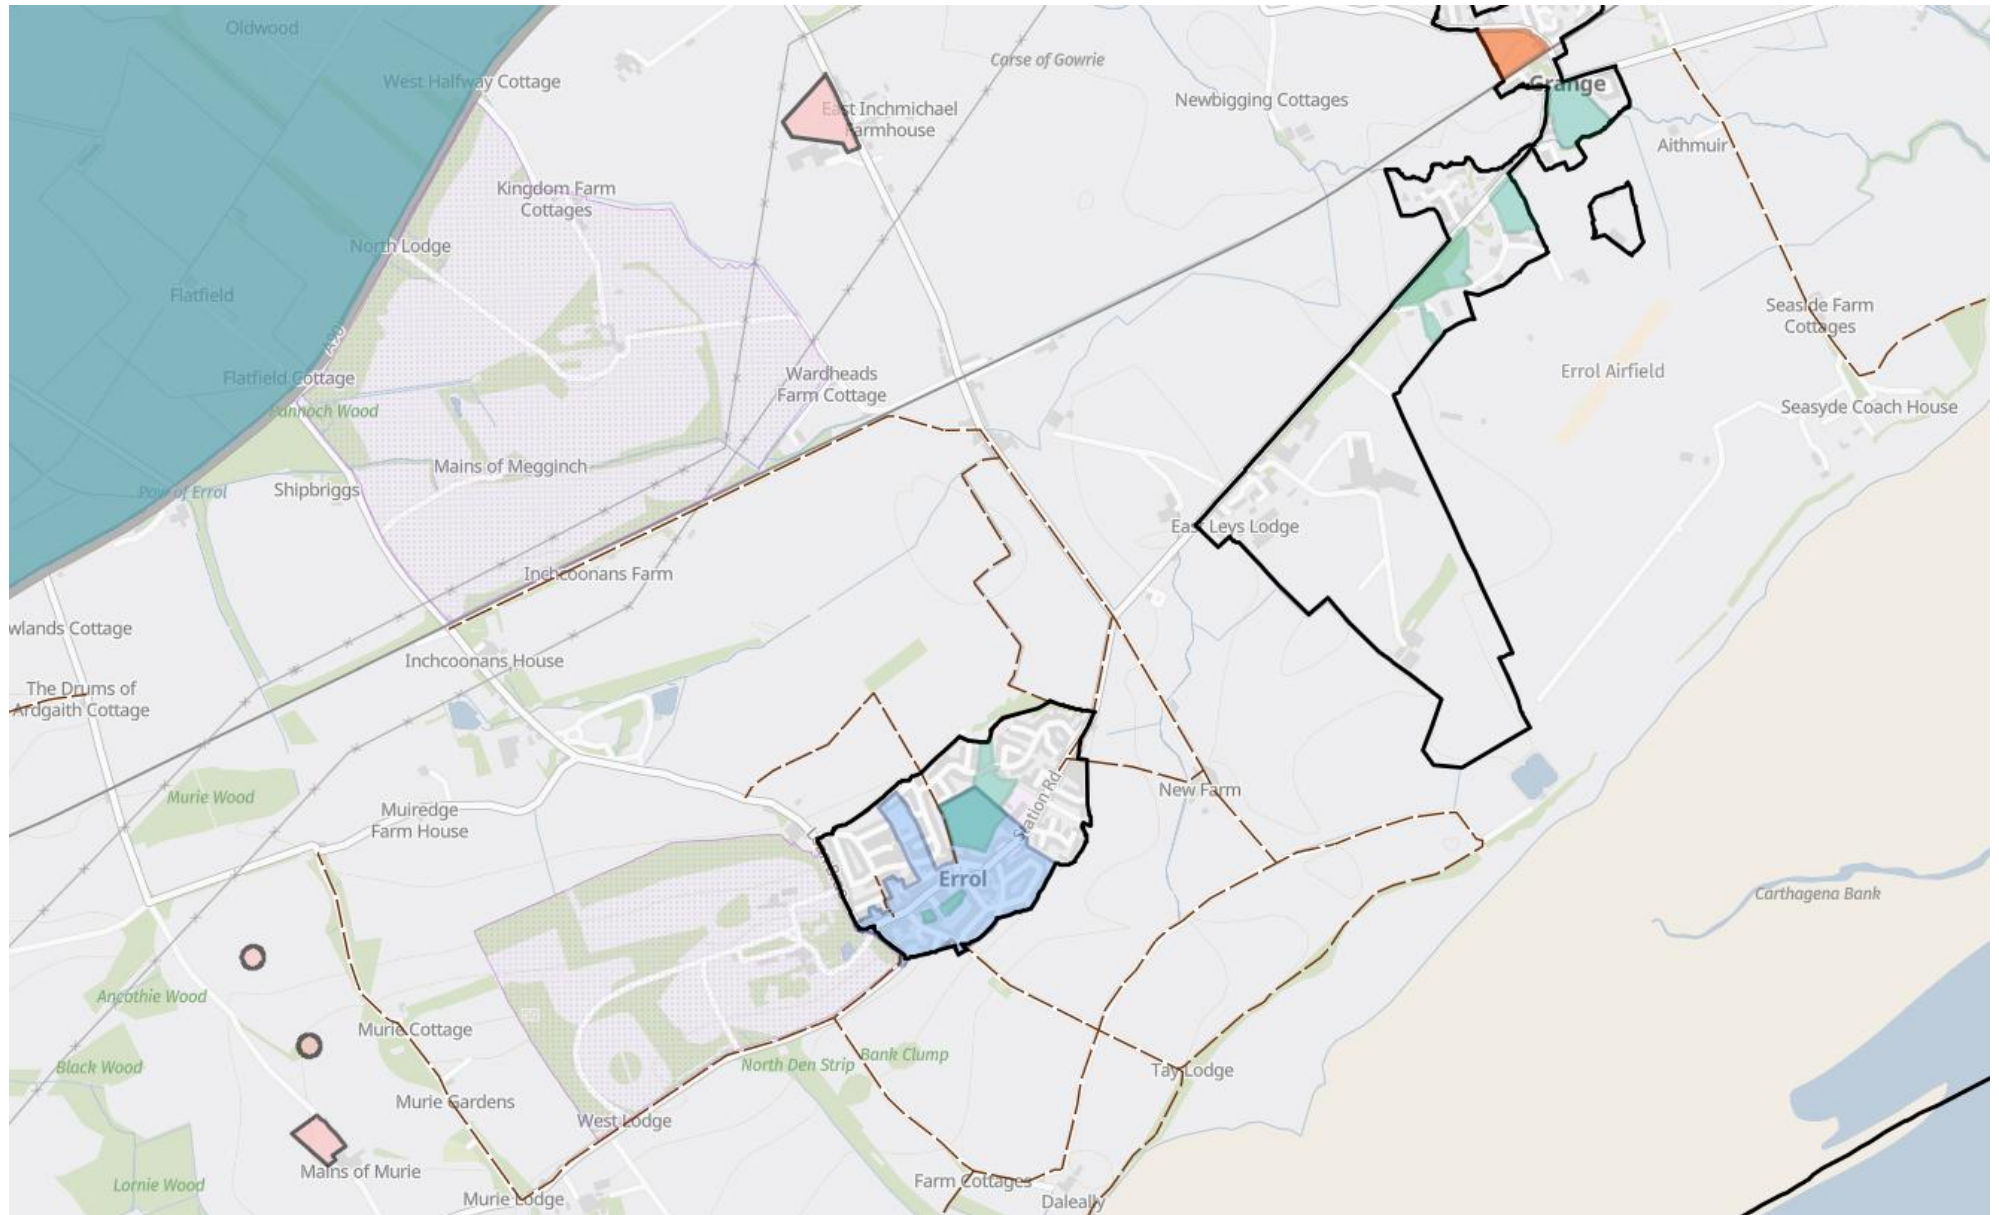 Oldwood
Carse of Gowrie
West Halfway Cottage
Grange
Newbigging Cottages
East Inchmichael
Farmhouse
Aithmuir
Kingdom Farm
Cottages
North Lodge
Flatfield
Seaside Farm
Cottages
A90
Errol Airfield
Flatfield Cottage
Wardheads
Farm Cottage
Pannoch Wood
Seasyde Coach House
Mains of Megginch
Shipbriggs
Pow of Errol
East Leys Lodge
Inchcoonans Farm
wlands Cottage
Inchcoonans House
The Drums of
Ardgaith Cottage
Murie Wood
Muiredge
Farm House
New Farm
Station Rd
Errol
Carthagena Bank
Ancothie Wood
Murie Cottage
Black Wood
North Den Strip
Bank Clump
Tay Lodge
Murie Gardens
West Lodge
Mains of Murie
Lornie Wood
Murie Lodge
Farm Cottages
Daleally